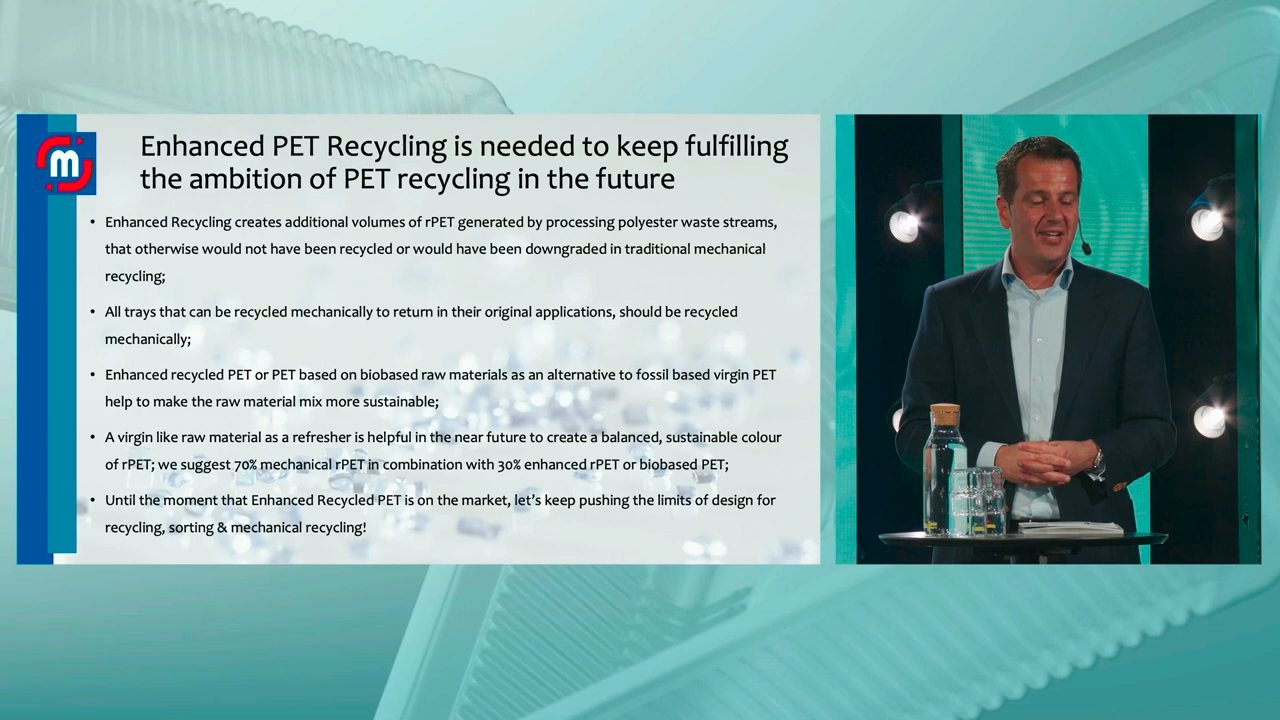 m
Enhanced PET Recycling is needed to keep fulfilling
the ambition of PET recycling in the future
• Enhanced Recycling creates additional volumes of rPET generated by processing polyester waste streams,
that otherwise would not have been recycled or would have been downgraded in traditional mechanical
recycling;
• All trays that can be recycled mechanically to return in their original applications, should be recycled
mechanically;
• Enhanced recycled PET or PET based on biobased raw materials as an alternative to fossil based virgin PET
help to make the raw material mix more sustainable;
• A virgin like raw material as a refresher is helpful in the near future to create a balanced, sustainable colour
of rPET; we suggest 70% mechanical rPET in combination with 30% enhanced rPET or biobased PET;
• Until the moment that Enhanced Recycled PET is on the market, let's keep pushing the limits of design for
recycling, sorting & mechanical recycling!